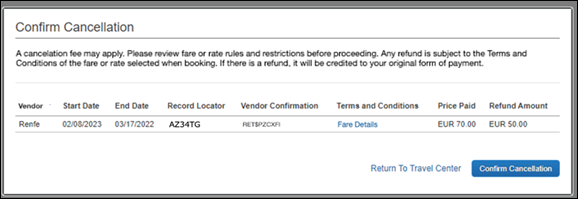 Confirm Cancellation
A cancelation fee may apply. Please review fare or rate rules and restrictions before proceeding. Any refund is subject to the Terms and
Conditions of the fare or rate selected when booking. If there is a refund, it will be credited to your original form of payment.
Vendor Start Date End Date Record Locator Vendor Confirmation Terms and Conditions Price Paid Refund Amount
Renfe 02/08/2023 03/17/2022 AZ34TG RET$PZCXFI Fare Details EUR 70.00 EUR 50.00
Return To Travel Center Confirm Cancellation